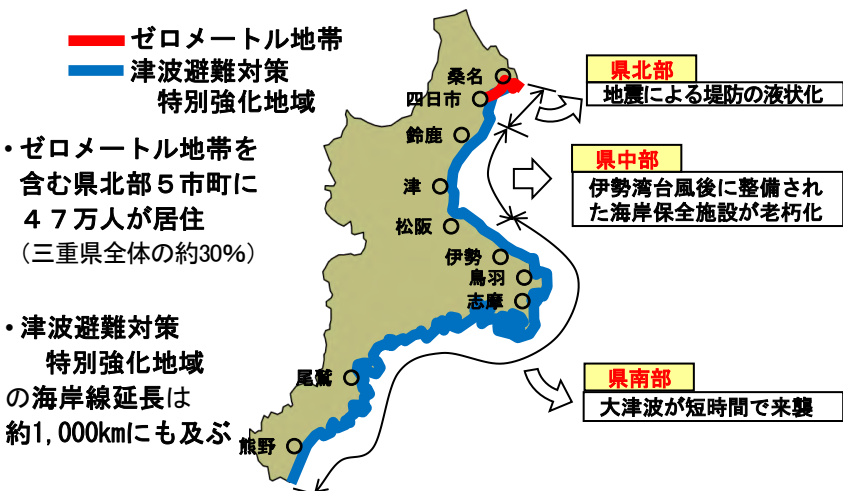 ゼロメートル地帯
津波避難対策
特別強化地域
・ゼロメートル地帯を
含む県北部５市町に
４７万人が居住
（三重県全体の約30%）
・津波避難対策
特別強化地域
の海岸線延長は
約1,000kmにも及ぶ
桑名
四日市
鈴鹿
津
松阪
伊勢
鳥羽
志摩
尾鷲
熊野
県北部
地震による堤防の液状化
県中部
伊勢湾台風後に整備され
た海岸保全施設が老朽化
県南部
大津波が短時間で来襲